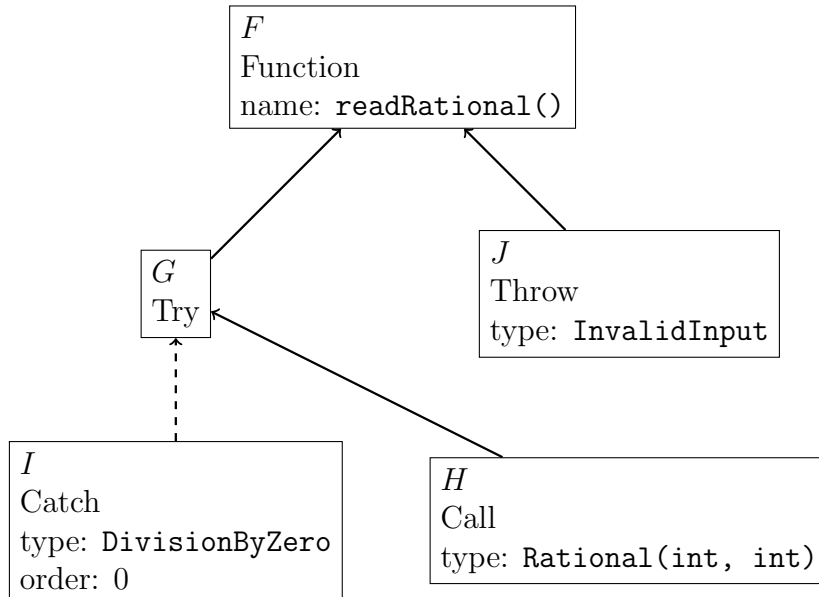 F
Function
name: readRational()
G
Try
J
Throw
type: InvalidInput
I
Catch
type: DivisionByZero
order: 0
H
Call
type: Rational(int, int)